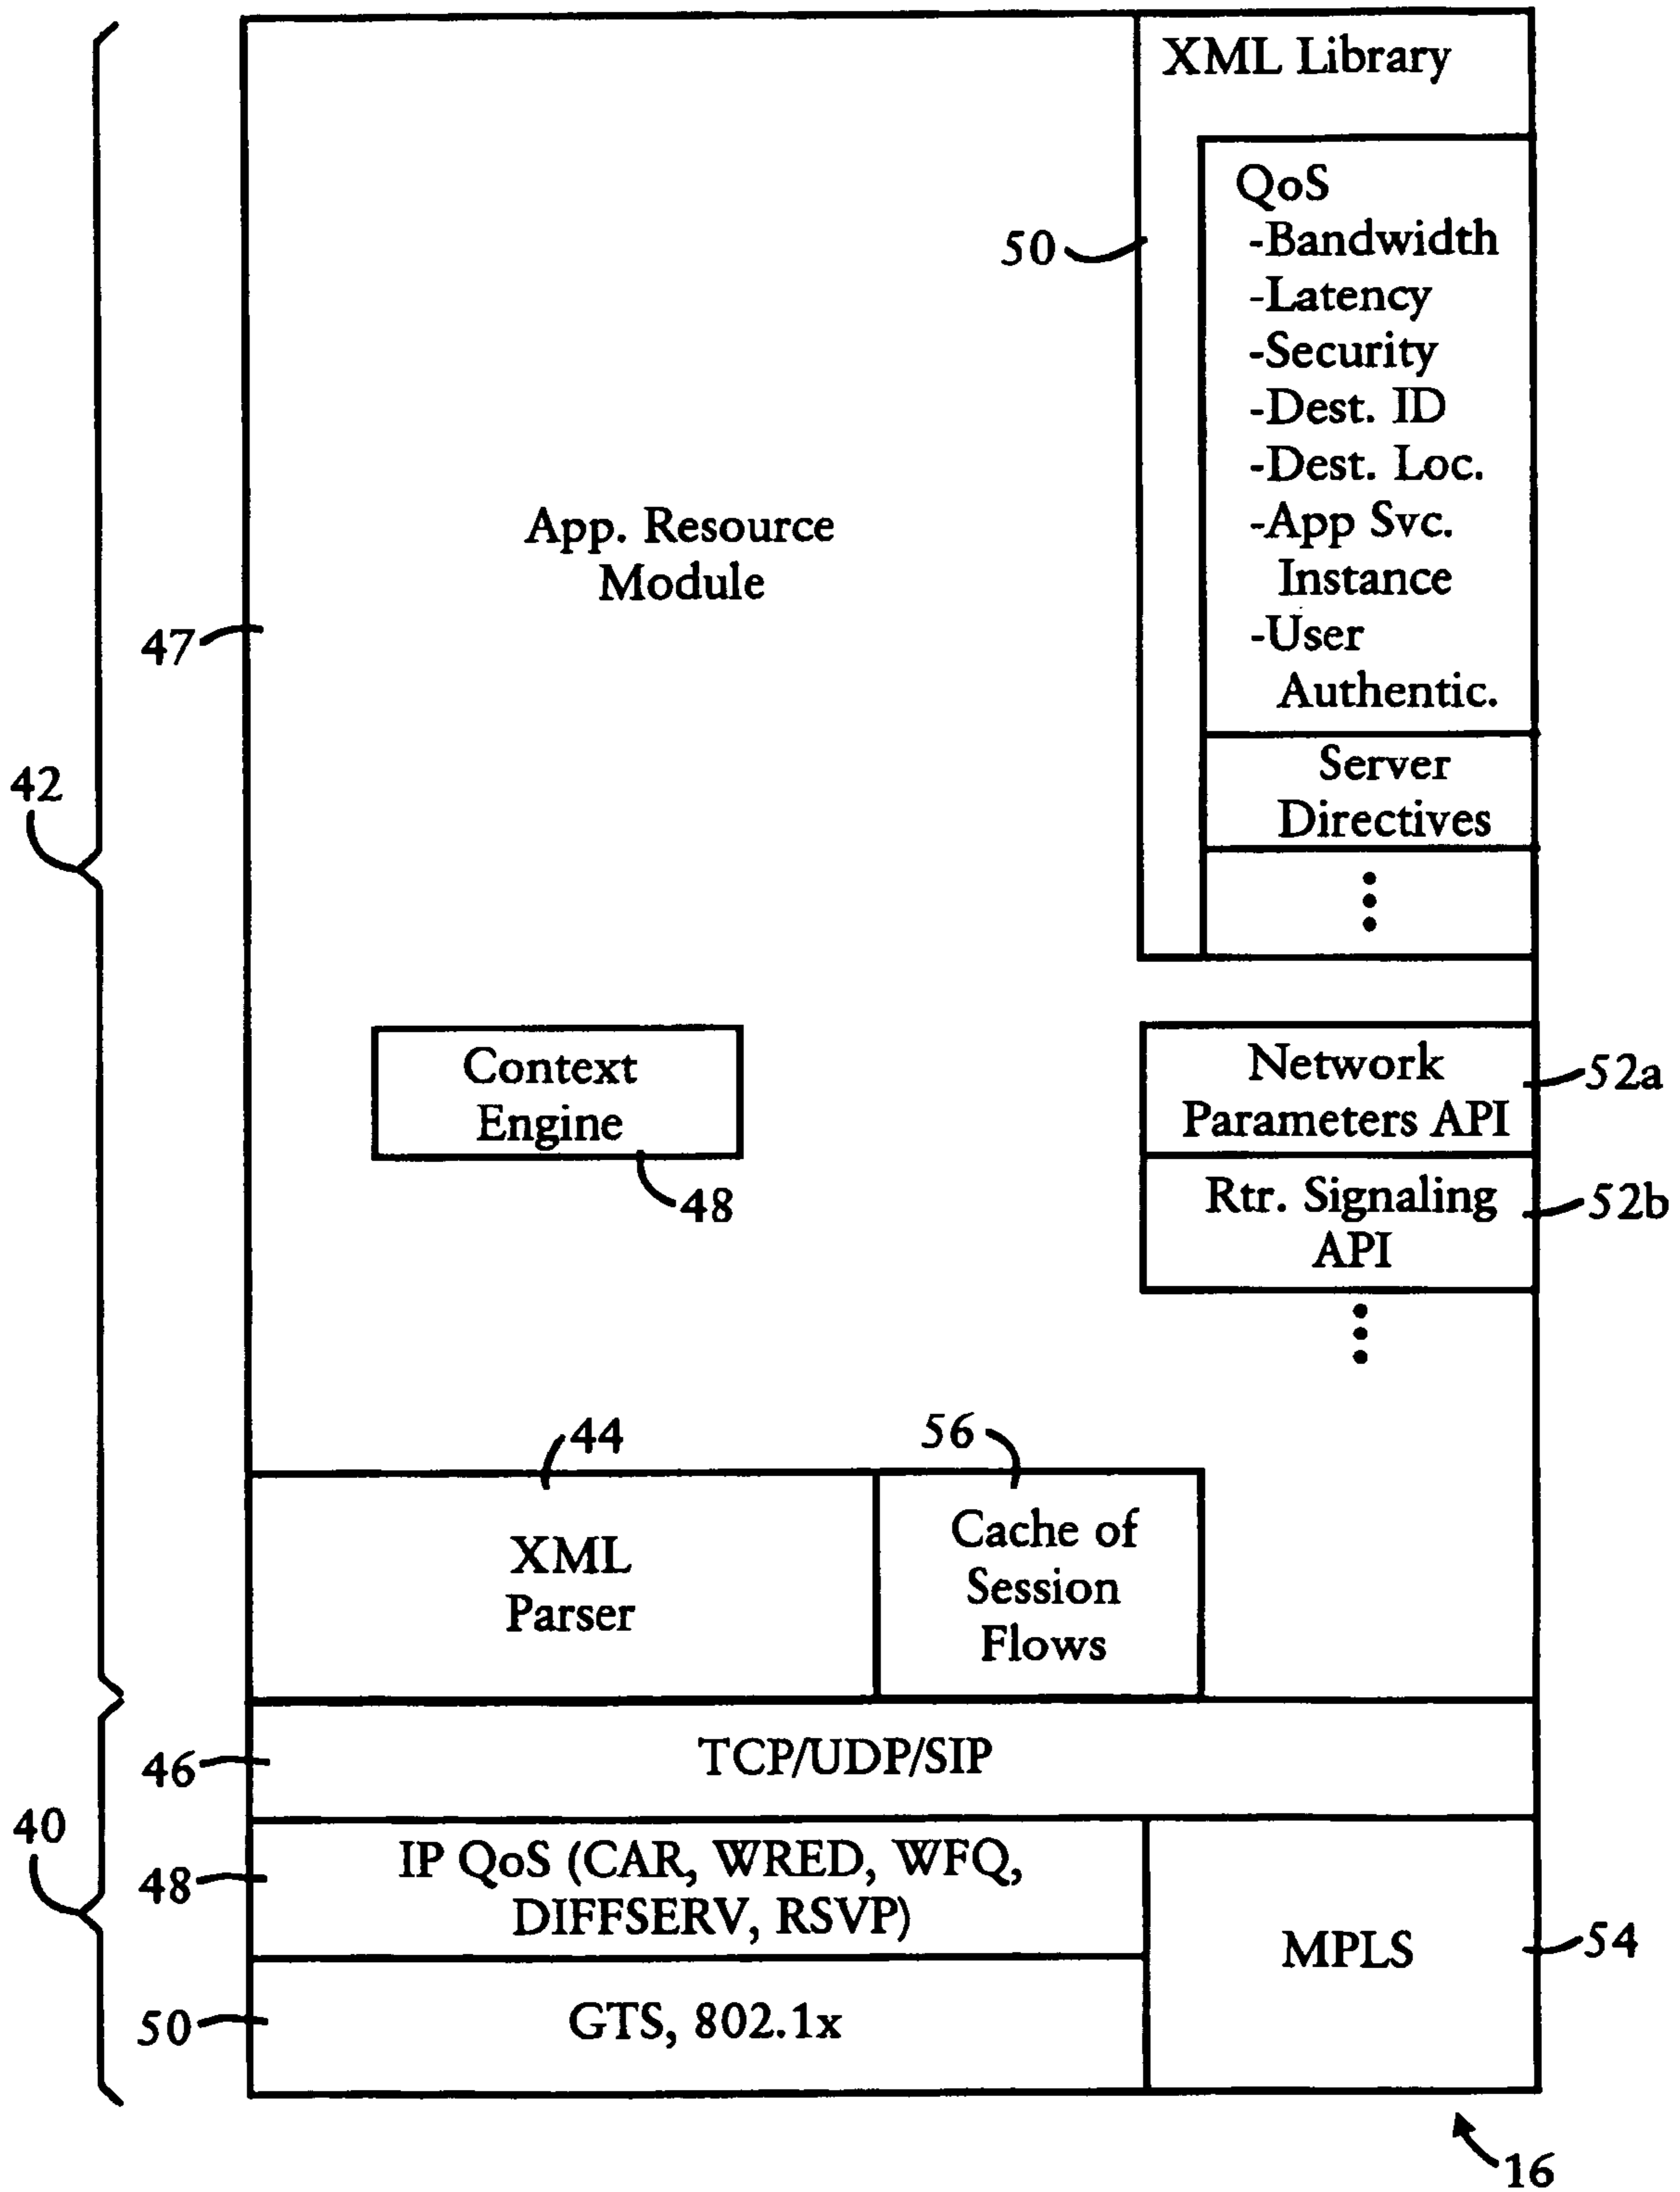 XML Library
QoS
-Bandwidth
-Latency
-Security
-Dest. ID
-Dest. Loc.
-App Svc.
Instance
-User
Authentic.
Server
Directives
50
App. Resource
Module
47
42
Context
Engine
48
Network
Parameters API
52a
Rtr. Signaling
API
52b
44
56
XML
Parser
Cache of
Session
Flows
46
TCP/UDP/SIP
40
48
IP QoS (CAR, WRED, WFQ,
DIFFSERV, RSVP)
MPLS
54
50
GTS, 802.1x
16